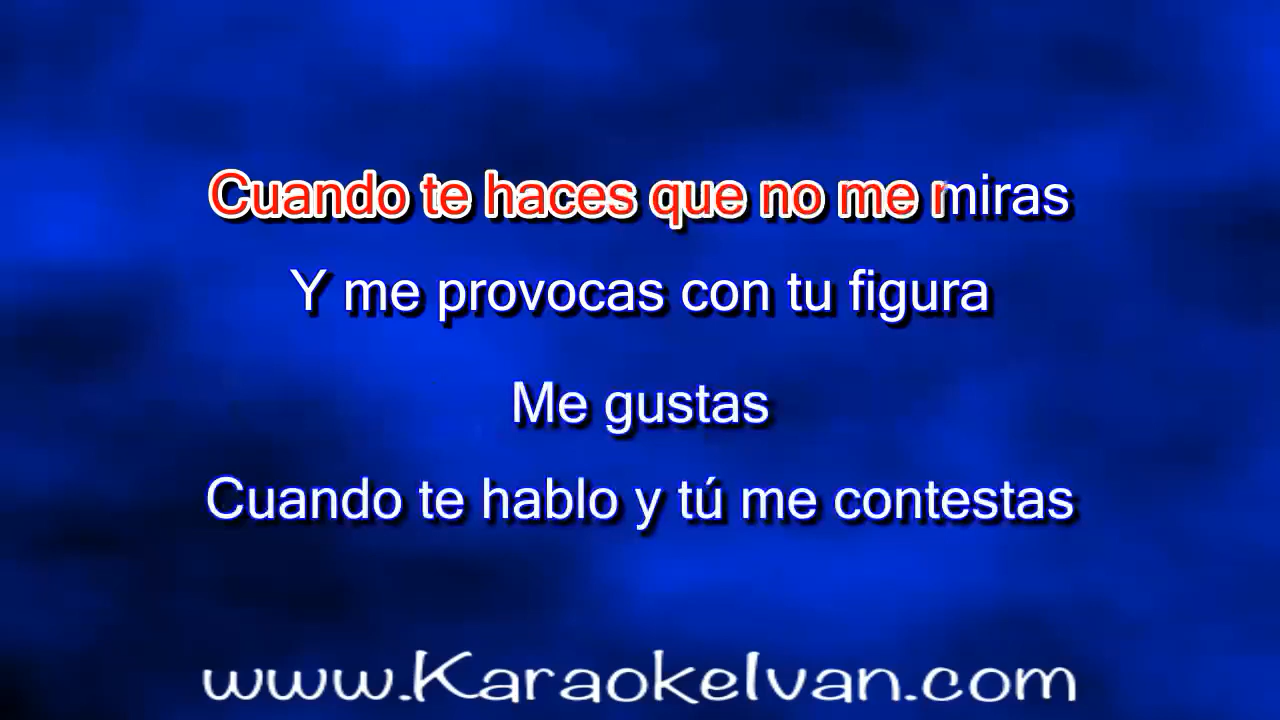 Cuando te haces que no me miras
Y me provocas con tu figura
Me gustas
Cuando te hablo y tú me contestas
www.KaraokeIvan.com